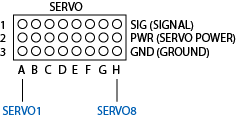 SERVO
1 SIG (SIGNAL)
2 PWR (SERVO POWER)
3 GND (GROUND)
A B C D E F G H
SERVO1 SERVO8